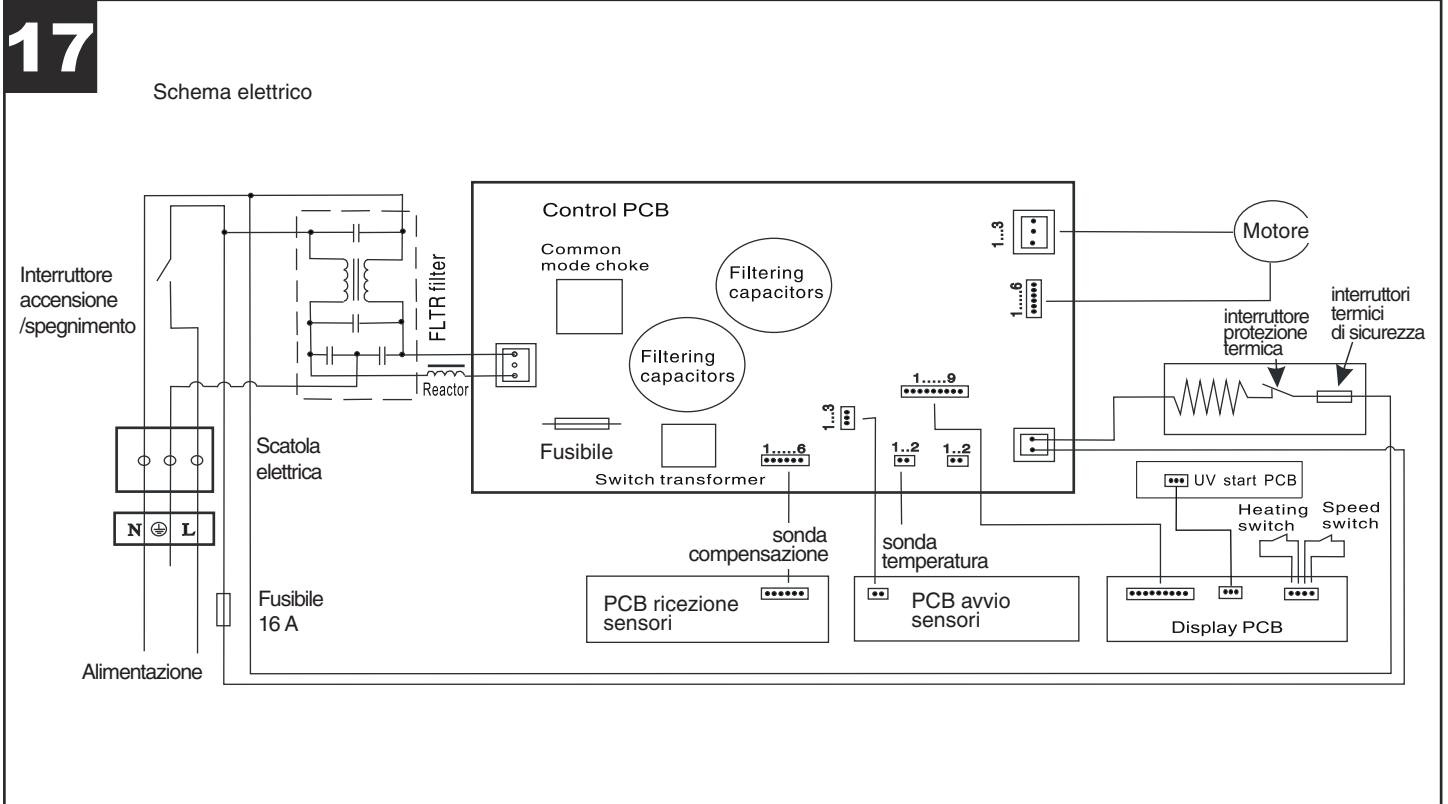 17
Schema elettrico
Interruttore
accensione
/spegnimento
FLTR filter
Reactor
Scatola
elettrica
N L
Fusibile
16 A
Alimentazione
Control PCB
Common
mode choke
Filtering
capacitors
Filtering
capacitors
Fusibile
Switch transformer
1.....6
1...3
1..2
1..2
1.....9
1...3
1.....6
Motore
interruttore
protezione
termica
interruttori
termici
di sicurezza
UV start PCB
Heating
switch
Speed
switch
sonda
compensazione
sonda
temperatura
PCB ricezione
sensori
PCB avvio
sensori
Display PCB